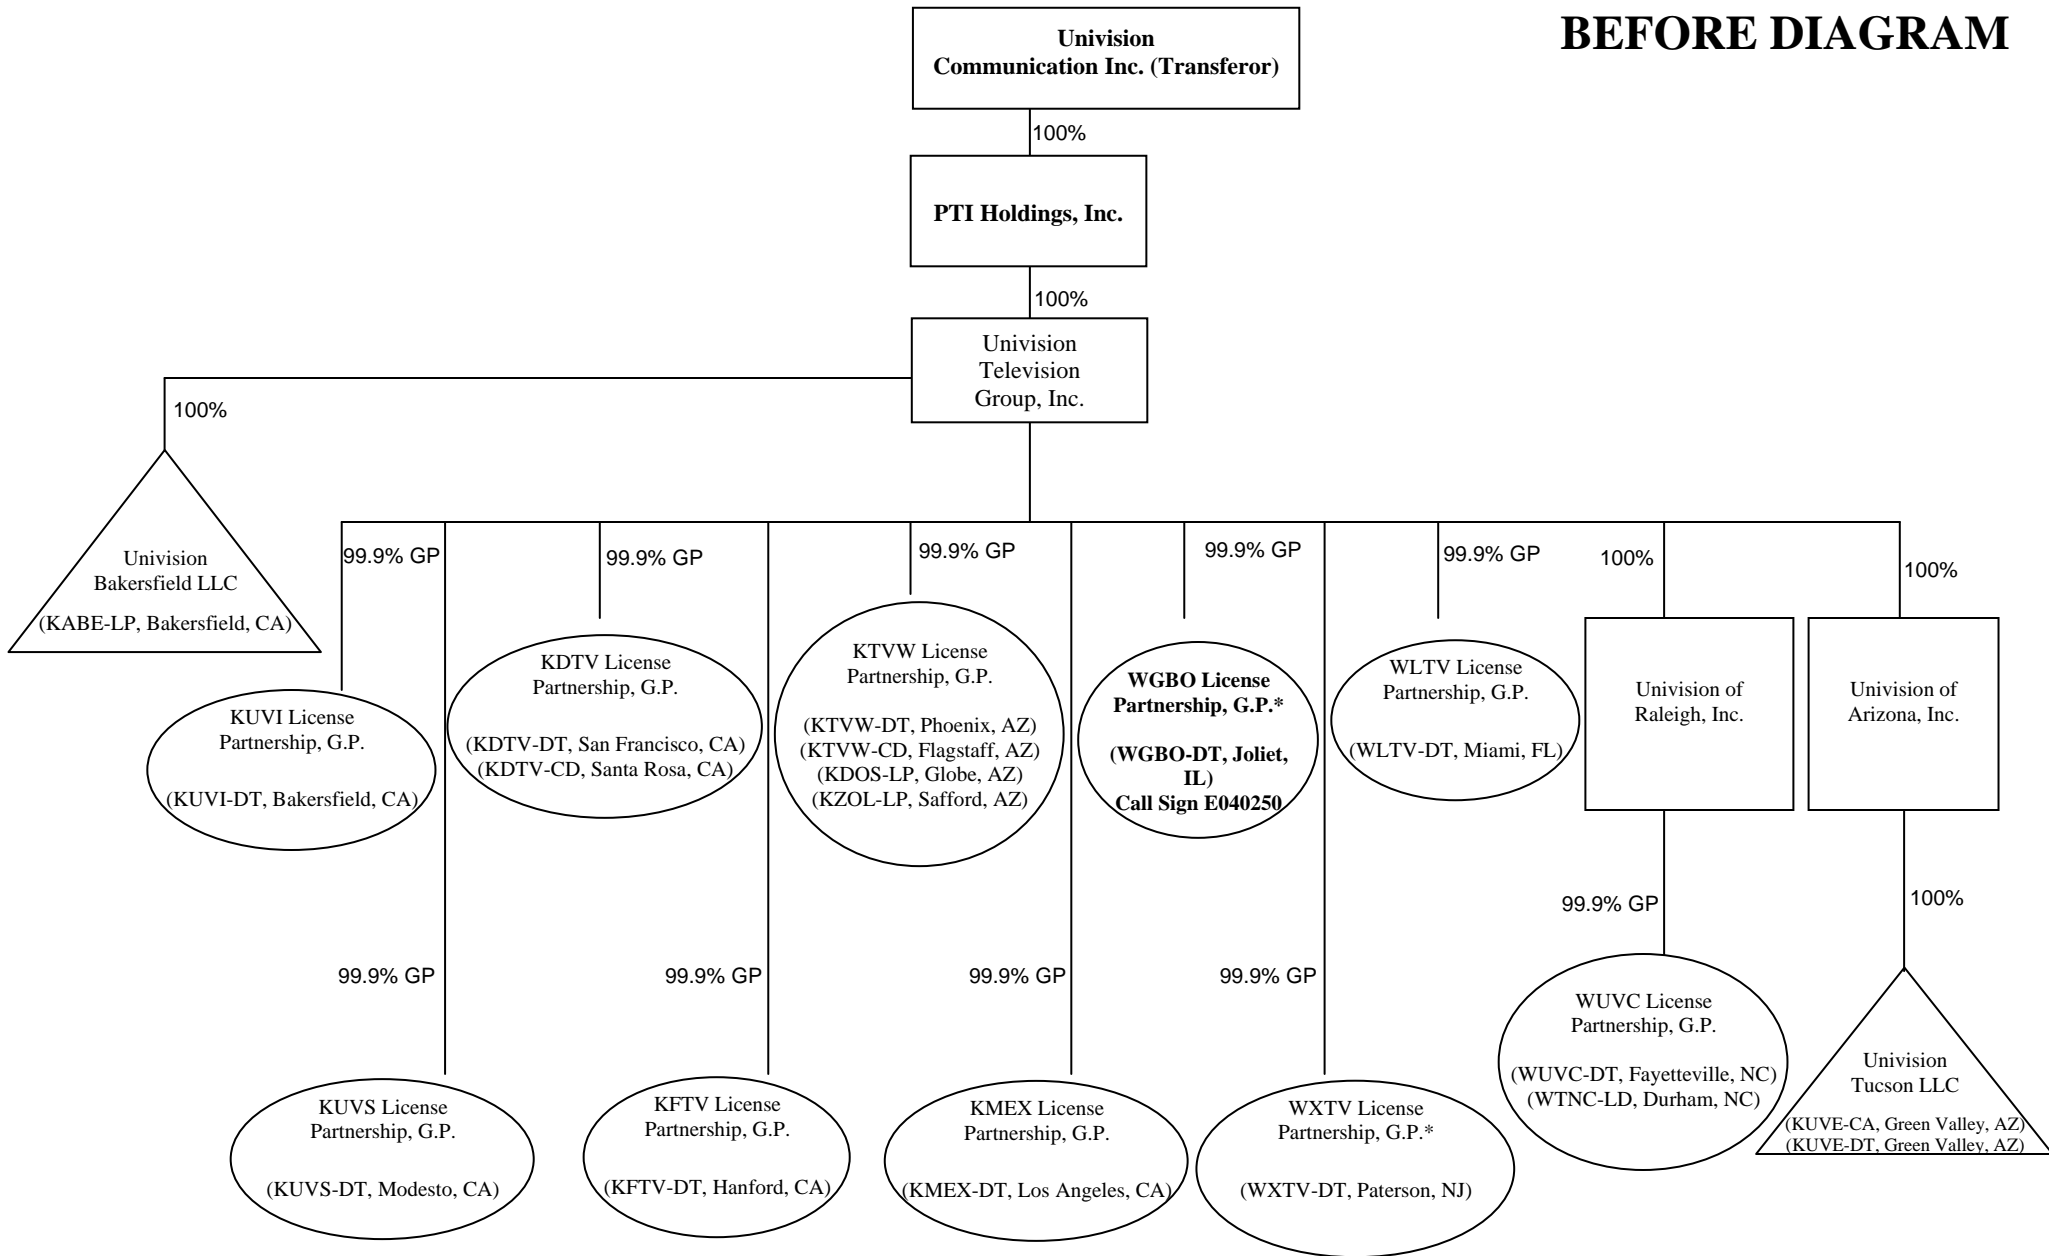 BEFORE DIAGRAM
Univision
Communication Inc. (Transferor)
100%
PTI Holdings, Inc.
100%
Univision
Television
Group, Inc.
100%
Univision
Bakersfield LLC
(KABE-LP, Bakersfield, CA)
99.9% GP
99.9% GP
99.9% GP
99.9% GP
99.9% GP
100%
100%
KUVI License
Partnership, G.P.
(KUVI-DT, Bakersfield, CA)
KDTV License
Partnership, G.P.
(KDTV-DT, San Francisco, CA)
(KDTV-CD, Santa Rosa, CA)
KTVW License
Partnership, G.P.
(KTVW-DT, Phoenix, AZ)
(KTVW-CD, Flagstaff, AZ)
(KDOS-LP, Globe, AZ)
(KZOL-LP, Safford, AZ)
WGBO License
Partnership, G.P.*
(WGBO-DT, Joliet,
IL)
Call Sign E040250
WLTV License
Partnership, G.P.
(WLTV-DT, Miami, FL)
Univision of
Raleigh, Inc.
Univision of
Arizona, Inc.
99.9% GP
100%
99.9% GP
99.9% GP
99.9% GP
99.9% GP
KUVS License
Partnership, G.P.
(KUVS-DT, Modesto, CA)
KFTV License
Partnership, G.P.
(KFTV-DT, Hanford, CA)
KMEX License
Partnership, G.P.
(KMEX-DT, Los Angeles, CA)
WXTV License
Partnership, G.P.*
(WXTV-DT, Paterson, NJ)
WUVC License
Partnership, G.P.
(WUVC-DT, Fayetteville, NC)
(WTNC-LD, Durham, NC)
Univision
Tucson LLC
(KUVE-CA, Green Valley, AZ)
(KUVE-DT, Green Valley, AZ)